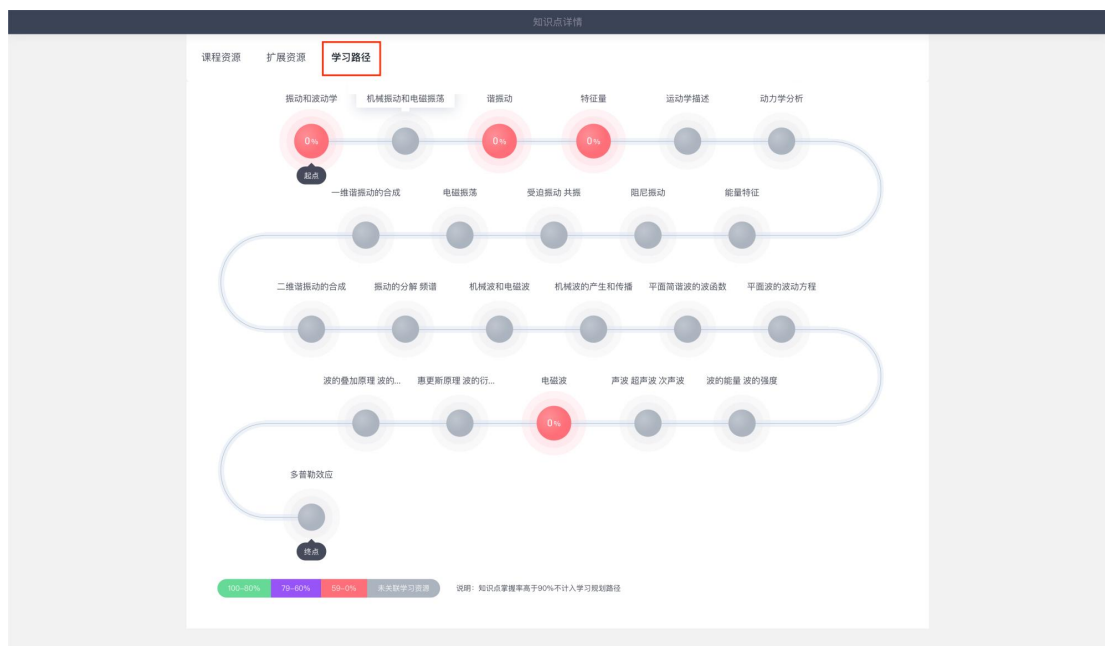 知识点详情
课程资源 扩展资源 学习路径
振动和波动学 机械振动和电磁振荡 谐振动 特征量 运动学描述 动力学分析
0% 0% 0%
起点
一维谐振动的合成 电磁振荡 受迫振动 共振 阻尼振动 能量特征
二维谐振动的合成 振动的分解 频谱 机械波和电磁波 机械波的产生和传播 平面简谐波的波函数 平面波的波动方程
波的叠加原理 波的... 惠更斯原理 波的衍... 电磁波 声波 超声波 次声波 波的能量 波的强度
0%
多普勒效应
终点
100~80% 79~60% 59~0% 未关联学习资源 说明：知识点掌握率高于90%不计入学习规划路径